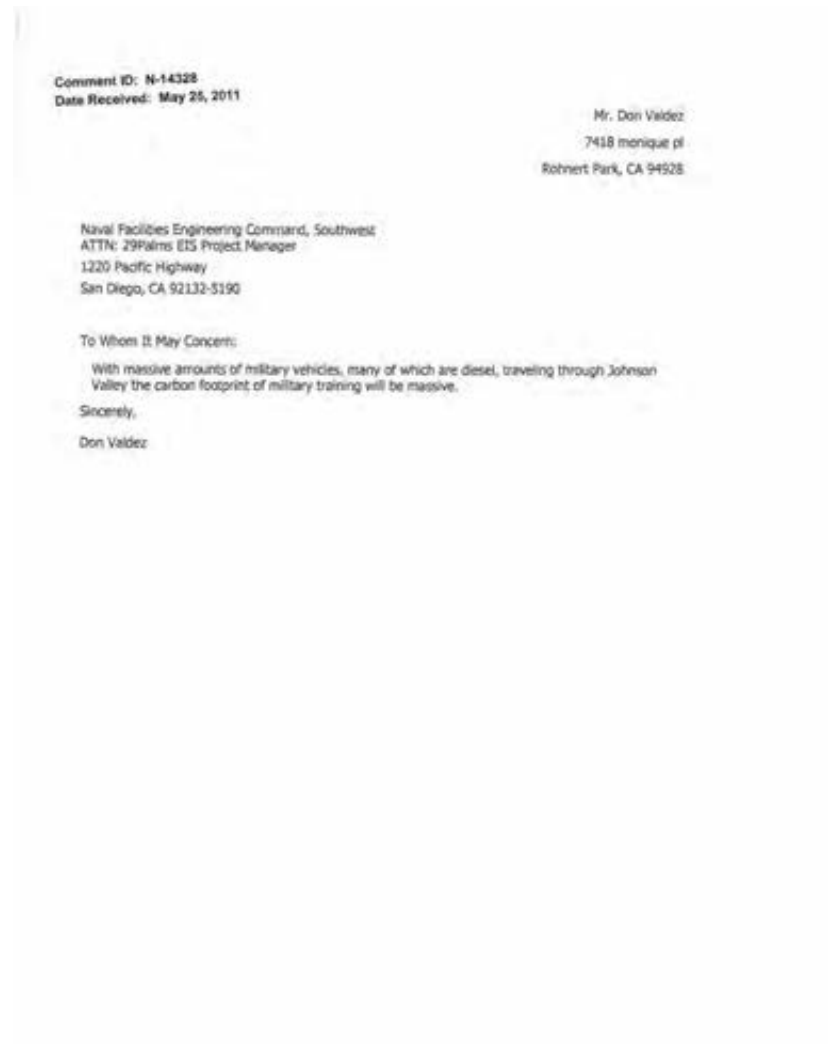 Comment ID: N-14328
Date Received: May 25, 2011
Mr. Don Valdez
7418 monique pl
Rohnert Park, CA 94928
Naval Facilities Engineering Command, Southwest
ATTN: 29Palms EIS Project Manager
1220 Pacific Highway
San Diego, CA 92132-5190
To Whom It May Concern:
With massive amounts of military vehicles, many of which are diesel, traveling through Johnson
Valley the carbon footprint of military training will be massive.
Sincerely,
Don Valdez